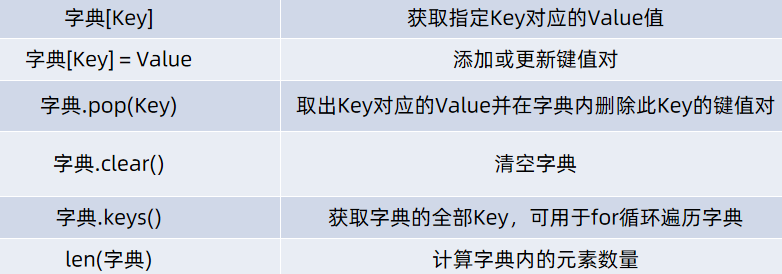 字典[Key] 获取指定Key对应的Value值
字典[Key] = Value 添加或更新键值对
字典.pop(Key) 取出Key对应的Value并在字典内删除此Key的键值对
字典.clear() 清空字典
字典.keys() 获取字典的全部Key，可用于for循环遍历字典
len(字典) 计算字典内的元素数量